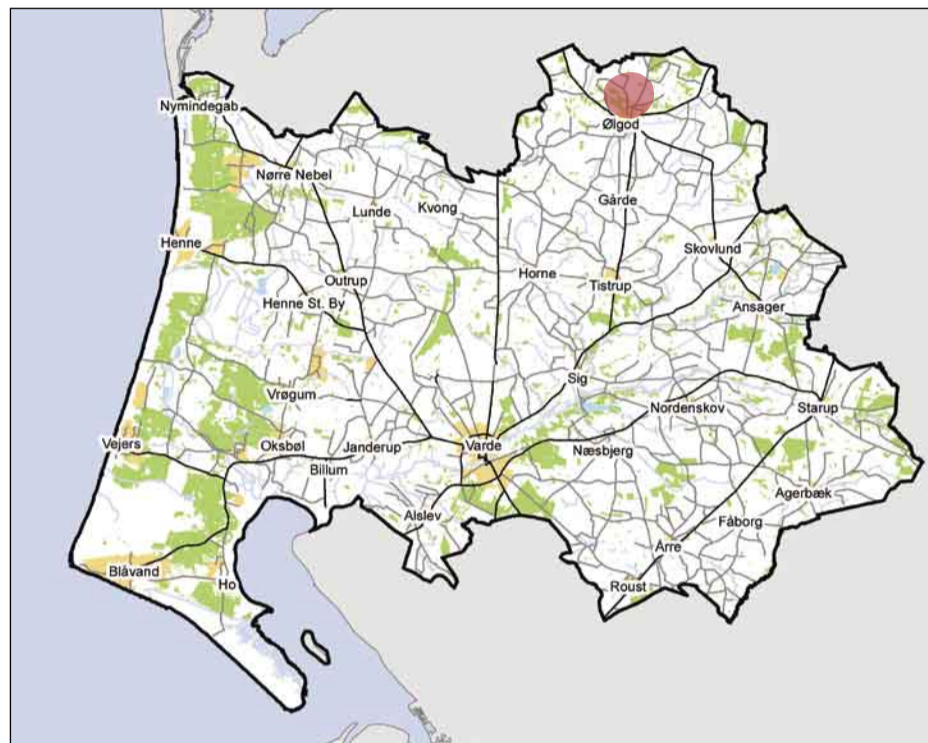 Nymindegab
Ølgod
Nørre Nebel
Gårde
Lunde
Kvong
Henne
Skovlund
Horne
Outrup
Tistrup
Henne St. By
Ansager
Sig
Vrøgum
Nordenskov
Starup
Vejers
Oksbøl
Janderup
Varde
Næsbjerg
Billum
Agerbæk
Alslev
Fåborg
Årre
Blåvand
Ho
Roust